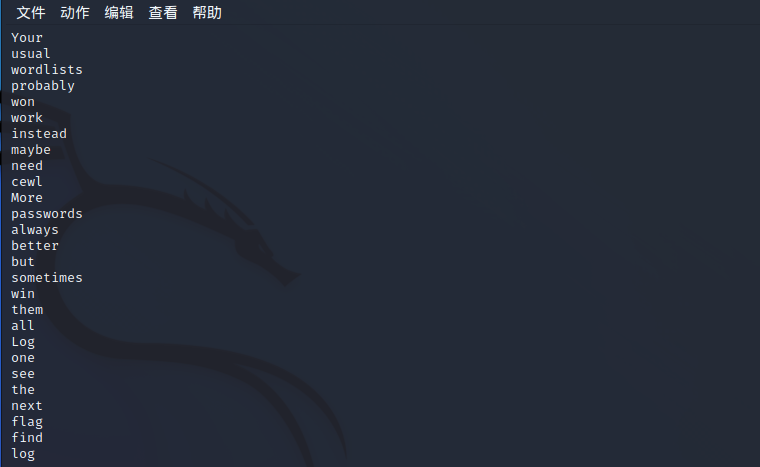 文件 动作 编辑 查看 帮助
Your
usual
wordlists
probably
won
work
instead
maybe
need
cewl
More
passwords
always
better
but
sometimes
win
them
all
Log
one
see
the
next
flag
find
log